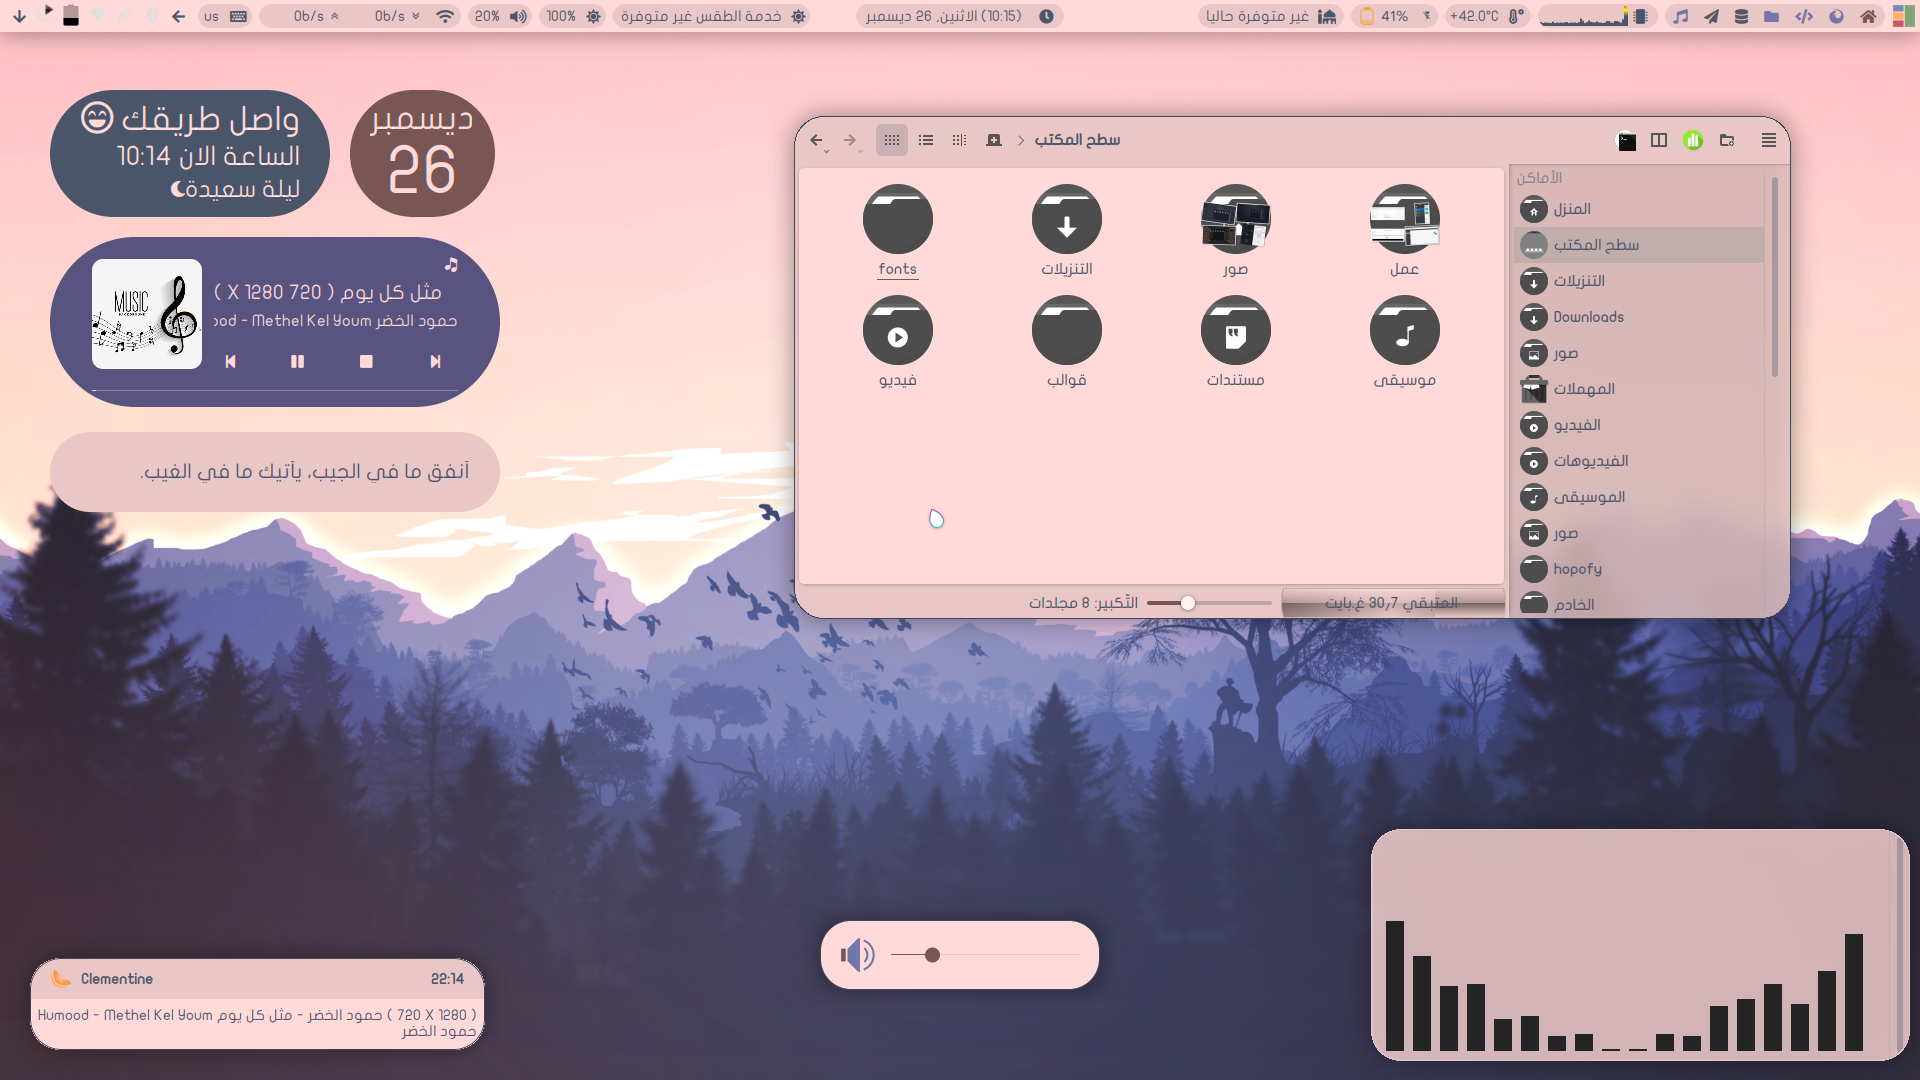 us
0b/s
0b/s
20%
100%
خدمة الطقس غير متوفرة
(10:15) الاثنين, 26 ديسمبر
غير متوفرة حاليا
41%
+42.0°C
واصل طريقك
الساعة الان 10:14
ليلة سعيدة
ديسمبر
26
MUSIC
BACKGROUND
مثل كل يوم ( 720 X 1280 )
حمود الخضر ood - Methel Kel Youm
أنفق ما في الجيب، يأتيك ما في الغيب.
سطح المكتب
fonts
التنزيلات
صور
عمل
فيديو
قوالب
مستندات
موسيقى
الأماكن
المنزل
سطح المكتب
التنزيلات
Downloads
صور
المهملات
الفيديو
الفيديوهات
الموسيقى
صور
hopofy
الخادم
التّكبير: 8 مجلدات
المتبقي 30٫7 غ.بايت
Clementine
22:14
Humood - Methel Kel Youm حمود الخضر - مثل كل يوم ( 720 X 1280 )
حمود الخضر